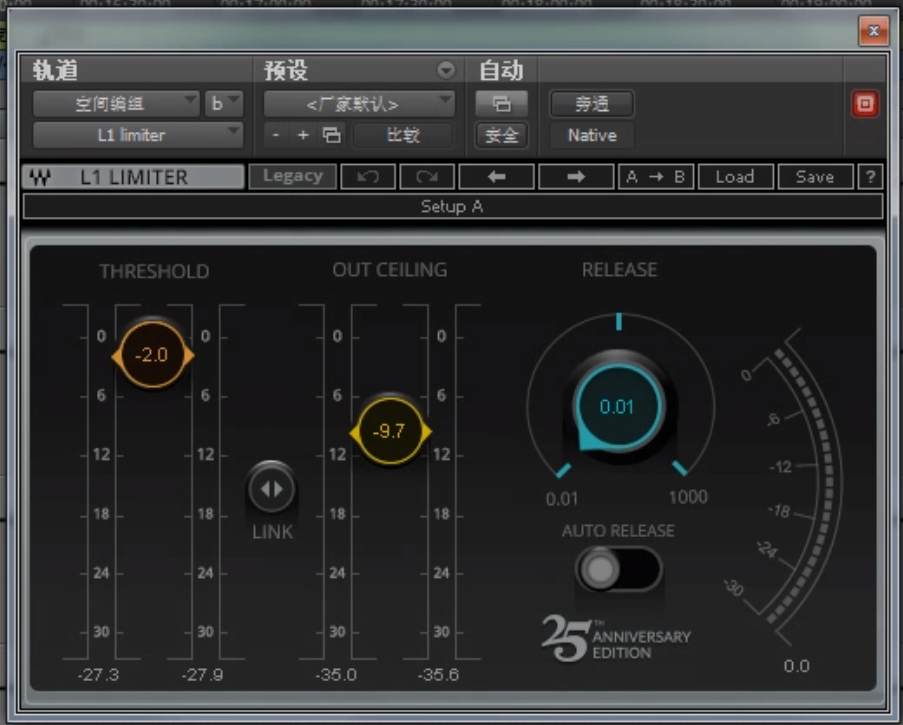 轨道 预设 自动
空间编组 b <厂家默认>
旁通
L1 limiter - + 比较 安全 Native
L1 LIMITER Legacy A → B Load Save ?
Setup A
THRESHOLD OUT CEILING RELEASE
0 0 0 0
-2.0
6 6 6 6
-9.7
0.01
12 12 12 12
18 18 18 18
LINK
24 24 24 24
30 30 30 30
-27.3 -27.9 -35.0 -35.6
0.01 1000
AUTO RELEASE
25TH ANNIVERSARY
EDITION
0
-6
-12
-18
-24
-30
0.0